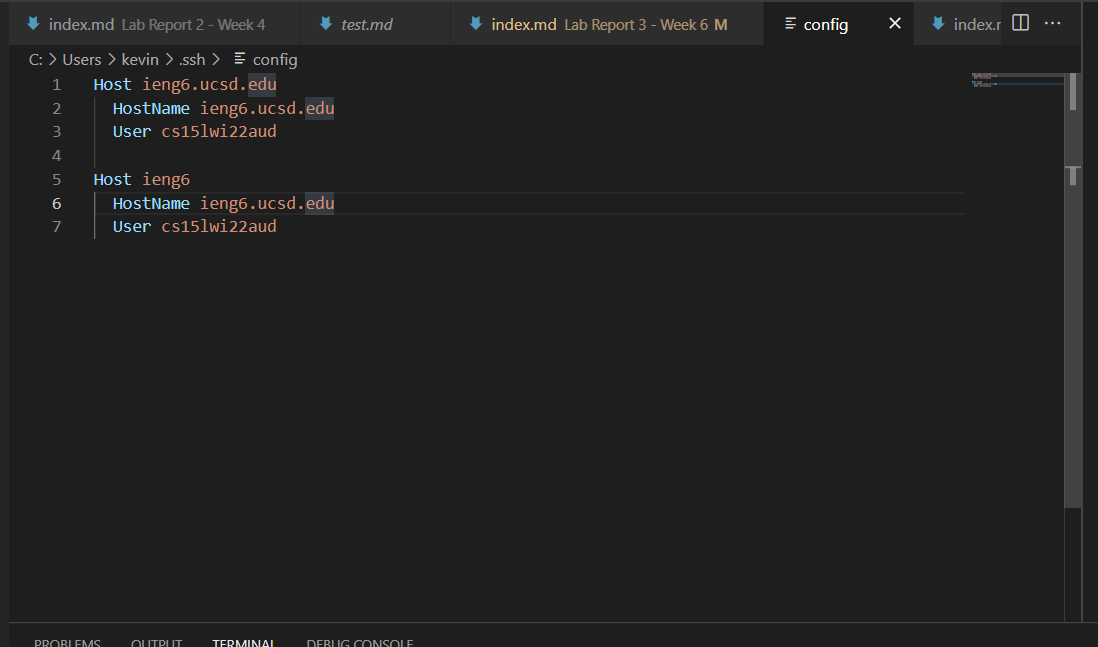 index.md Lab Report 2 - Week 4 test.md index.md Lab Report 3 - Week 6 M config index.r
C: > Users > kevin > .ssh > config
1 Host ieng6.ucsd.edu
2 HostName ieng6.ucsd.edu
3 User cs15lwi22aud
4
5 Host ieng6
6 HostName ieng6.ucsd.edu
7 User cs15lwi22aud
PROBLEMS OUTPUT TERMINAL DEBUG CONSOLE